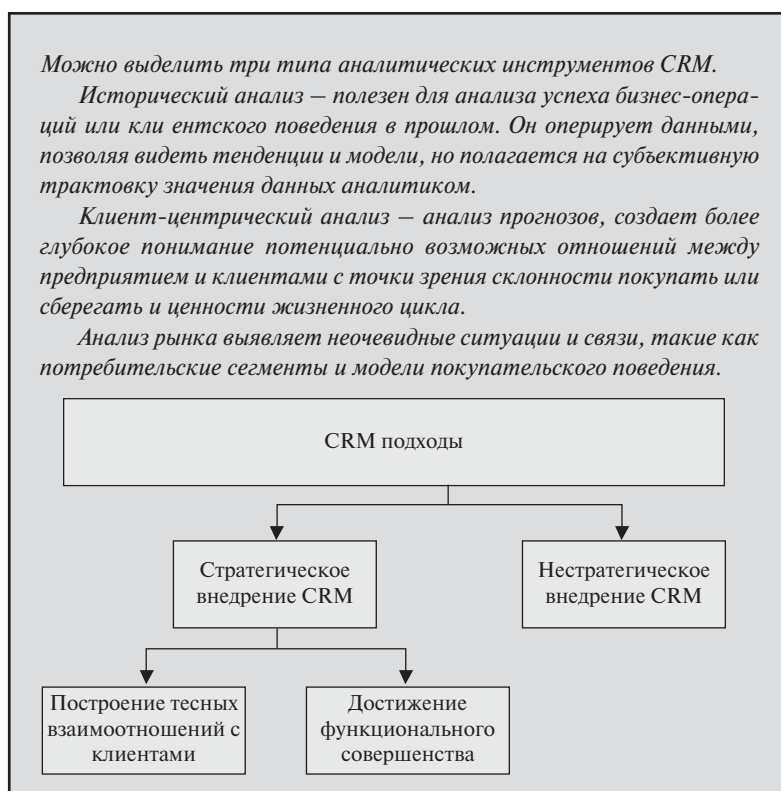 Можно выделить три типа аналитических инструментов CRM.
Исторический анализ – полезен для анализа успеха бизнес-опера-
ций или кли ентского поведения в прошлом. Он оперирует данными,
позволяя видеть тенденции и модели, но полагается на субъективную
трактовку значения данных аналитиком.
Клиент-центрический анализ – анализ прогнозов, создает более
глубокое понимание потенциально возможных отношений между
предприятием и клиентами с точки зрения склонности покупать или
сберегать и ценности жизненного цикла.
Анализ рынка выявляет неочевидные ситуации и связи, такие как
потребительские сегменты и модели покупательского поведения.
CRM подходы
Стратегическое
внедрение CRM
Нестратегическое
внедрение CRM
Построение тесных
взаимоотношений с
клиентами
Достижение
функционального
совершенства